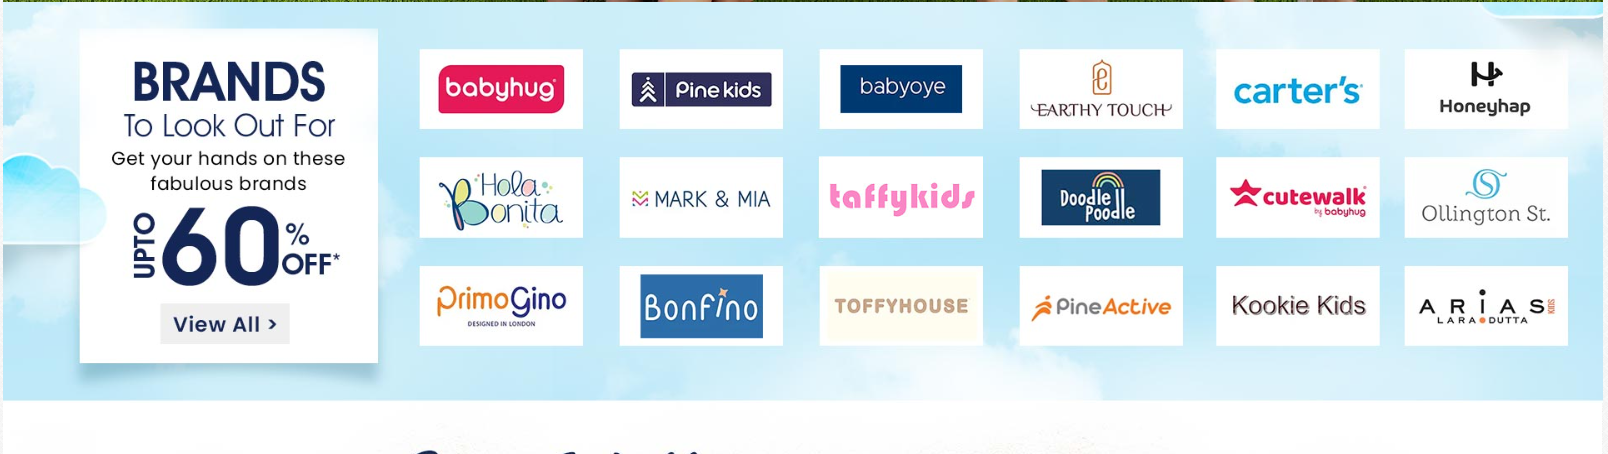 BRANDS
To Look Out For
Get your hands on these
fabulous brands
UPTO 60% OFF*
View All >
babyhug
Pine kids
babyoye
EARTHY TOUCH
carter's
Honeyhap
Hola
Bonita
MARK & MIA
taffykids
Doodle
Poodle
cutewalk
by babyhug
Ollington St.
PrimoGino
DESIGNED IN LONDON
Bonfino
TOFFYHOUSE
PineActive
Kookie Kids
ARiAS KIDS
LARA DUTTA